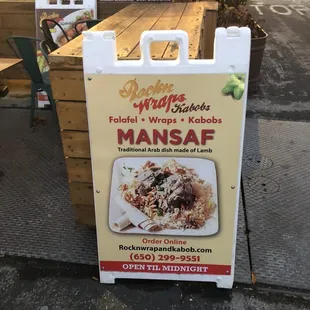 Rockn
Wraps
Kabobs
Falafel • Wraps • Kabobs
MANSAF
Traditional Arab dish made of Lamb
Order Online
Rocknwrapandkabob.com
(650) 299-9551
OPEN TIL MIDNIGHT